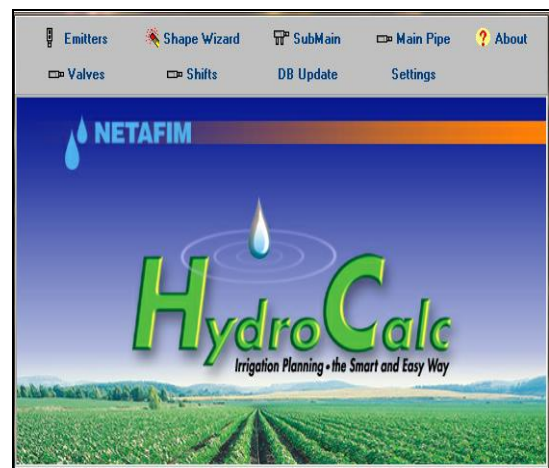 Emitters Shape Wizard SubMain Main Pipe ? About
Valves Shifts DB Update Settings
NETAFIM
HydroCalc
Irrigation Planning • the Smart and Easy Way